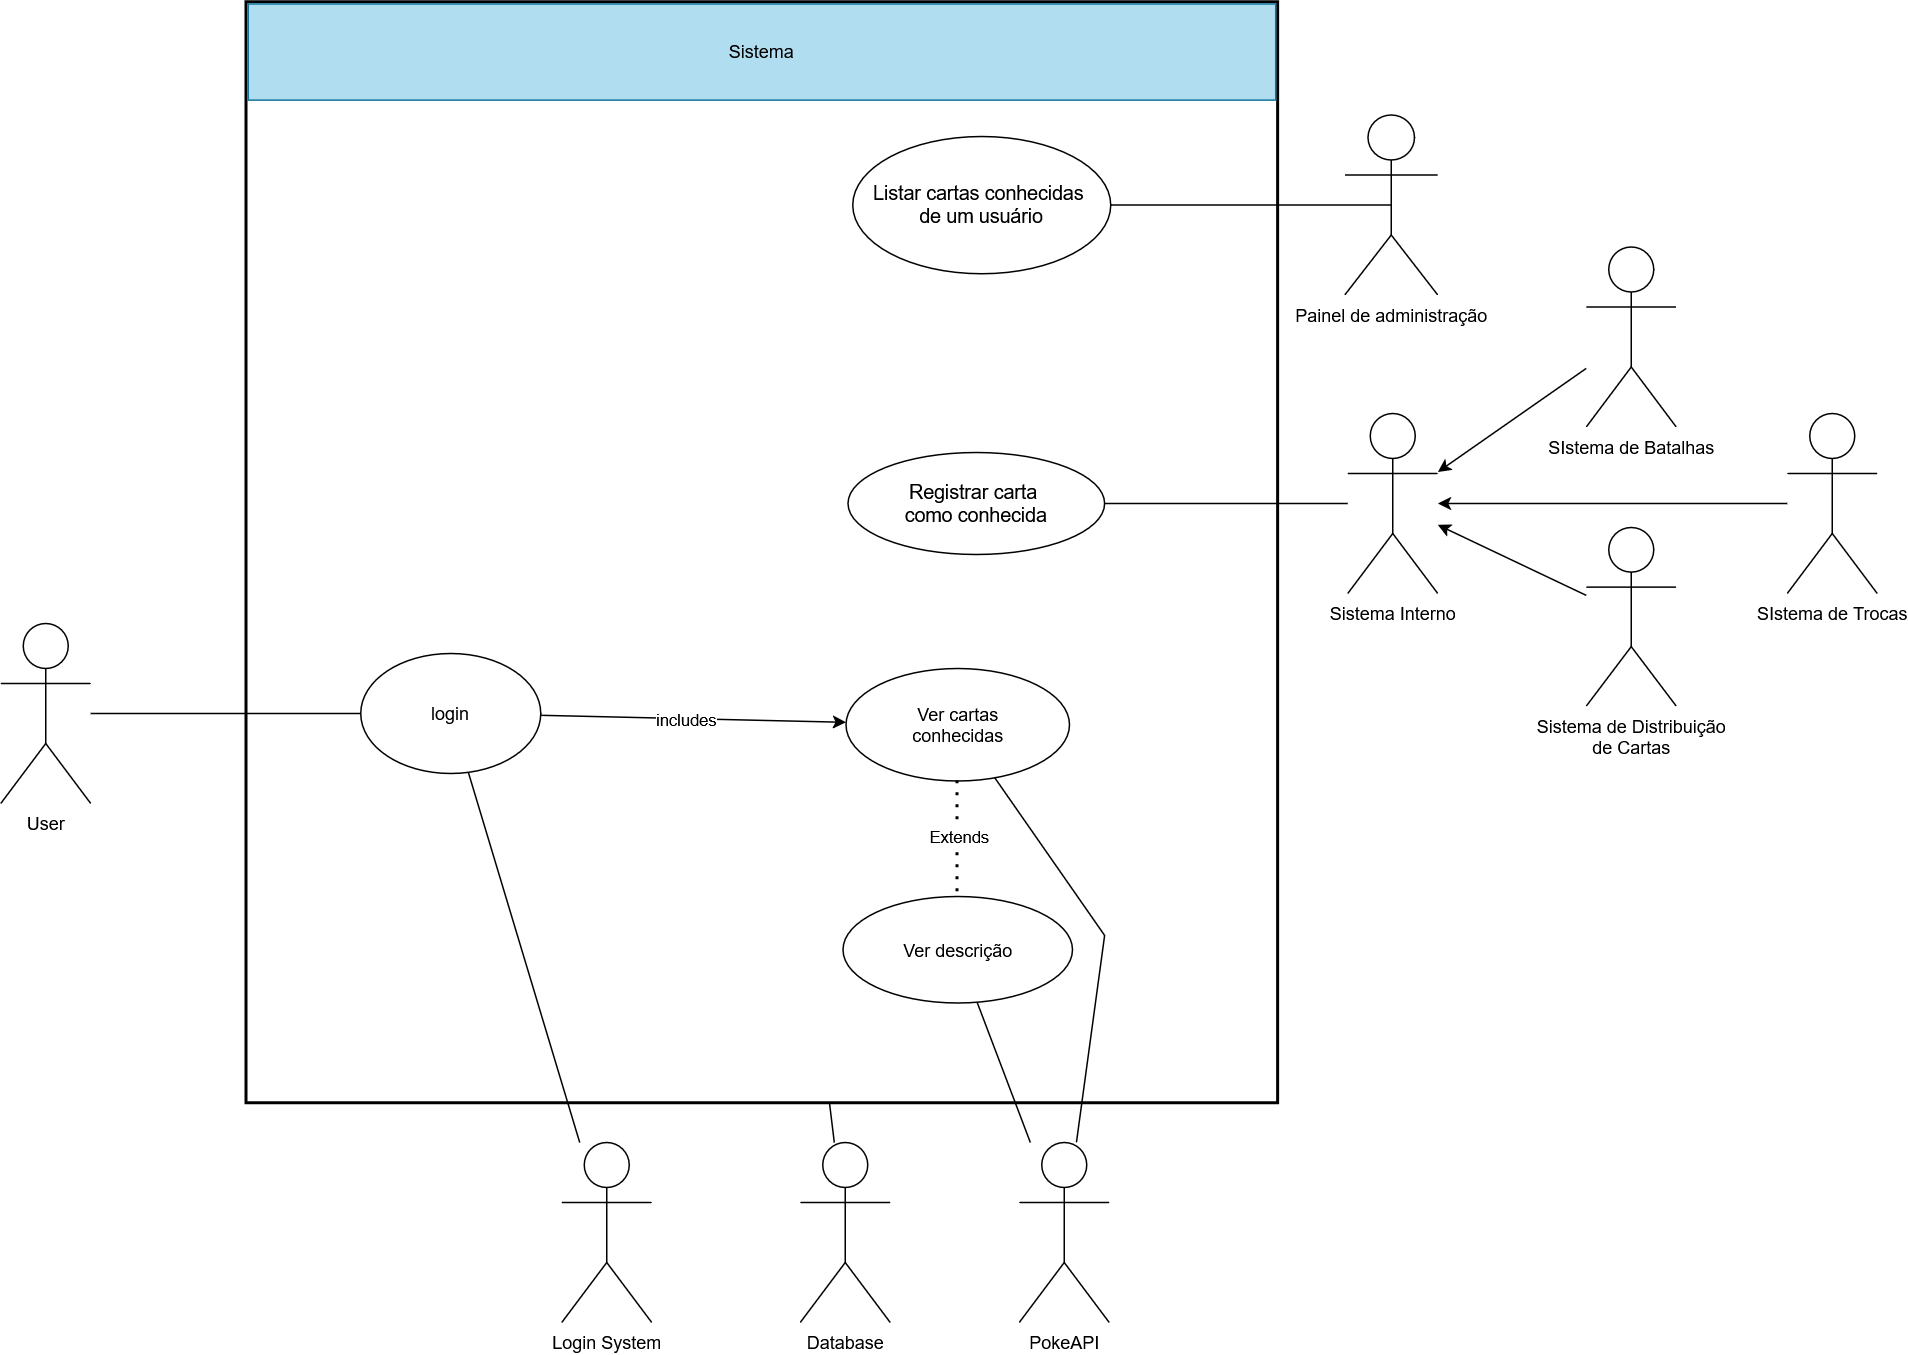 Sistema
Listar cartas conhecidas
de um usuário
Painel de administração
SIstema de Batalhas
Registrar carta
como conhecida
Sistema Interno
SIstema de Trocas
Sistema de Distribuição
de Cartas
User
login
includes
Ver cartas
conhecidas
Extends
Ver descrição
Login System
Database
PokeAPI